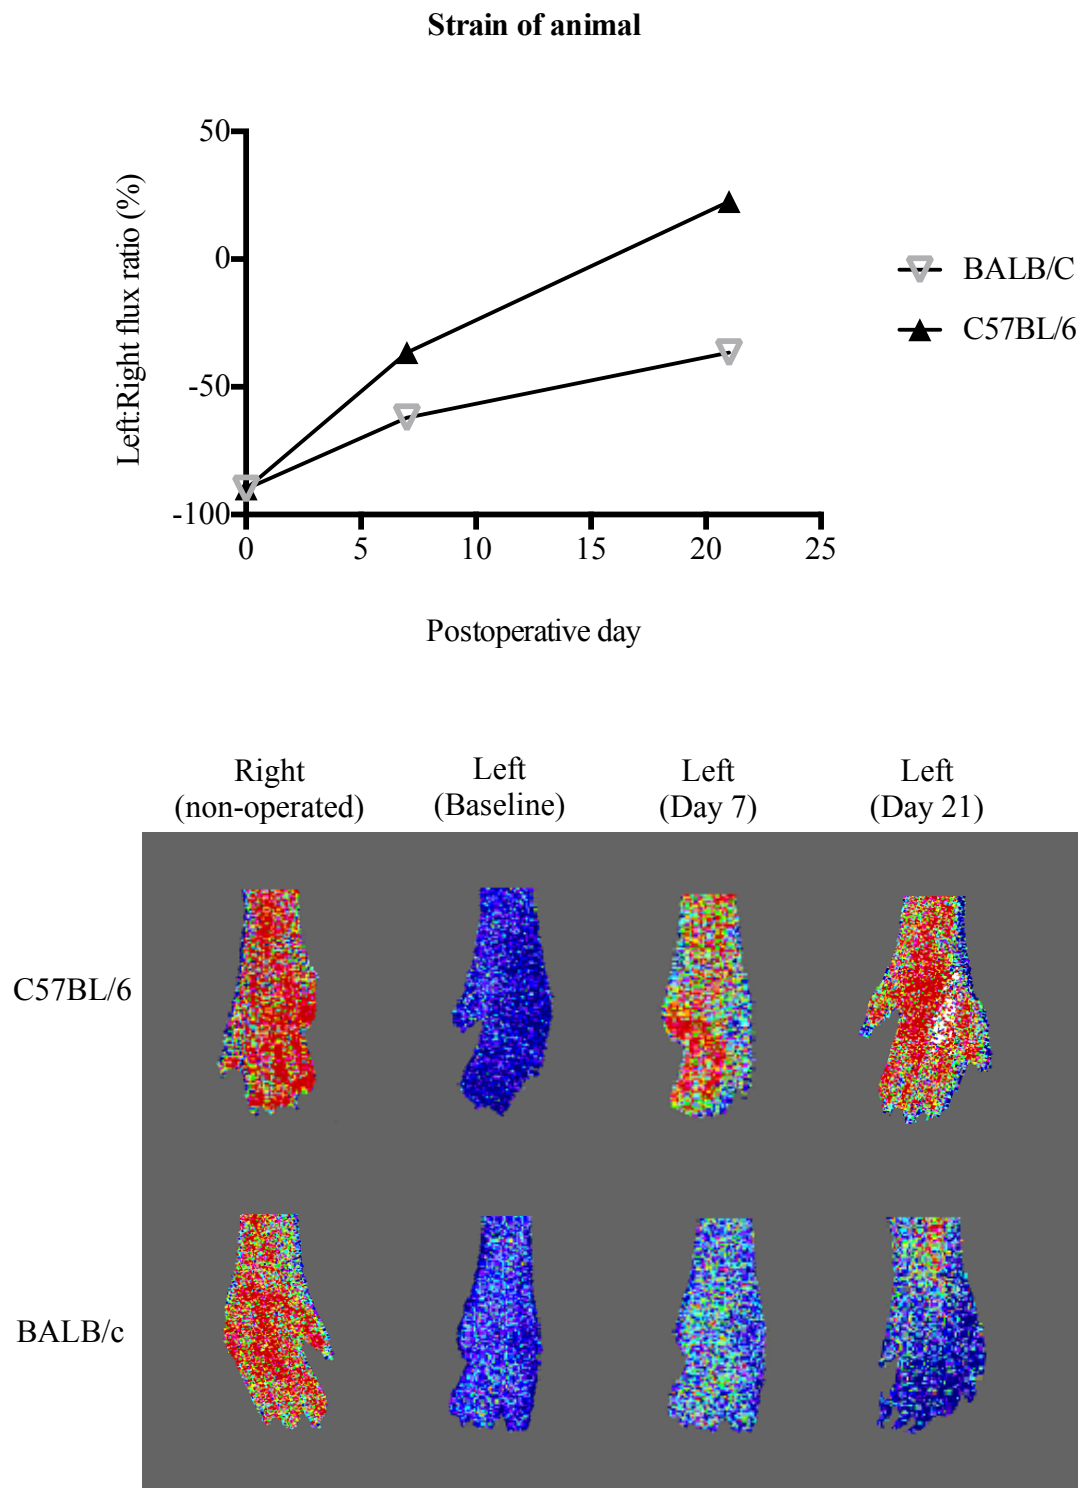 Strain of animal
50
0
-50
-100
0 5 10 15 20 25
Left:Right flux ratio (%)
Postoperative day
BALB/C
C57BL/6
Right Left Left Left
(non-operated) (Baseline) (Day 7) (Day 21)
C57BL/6
BALB/c